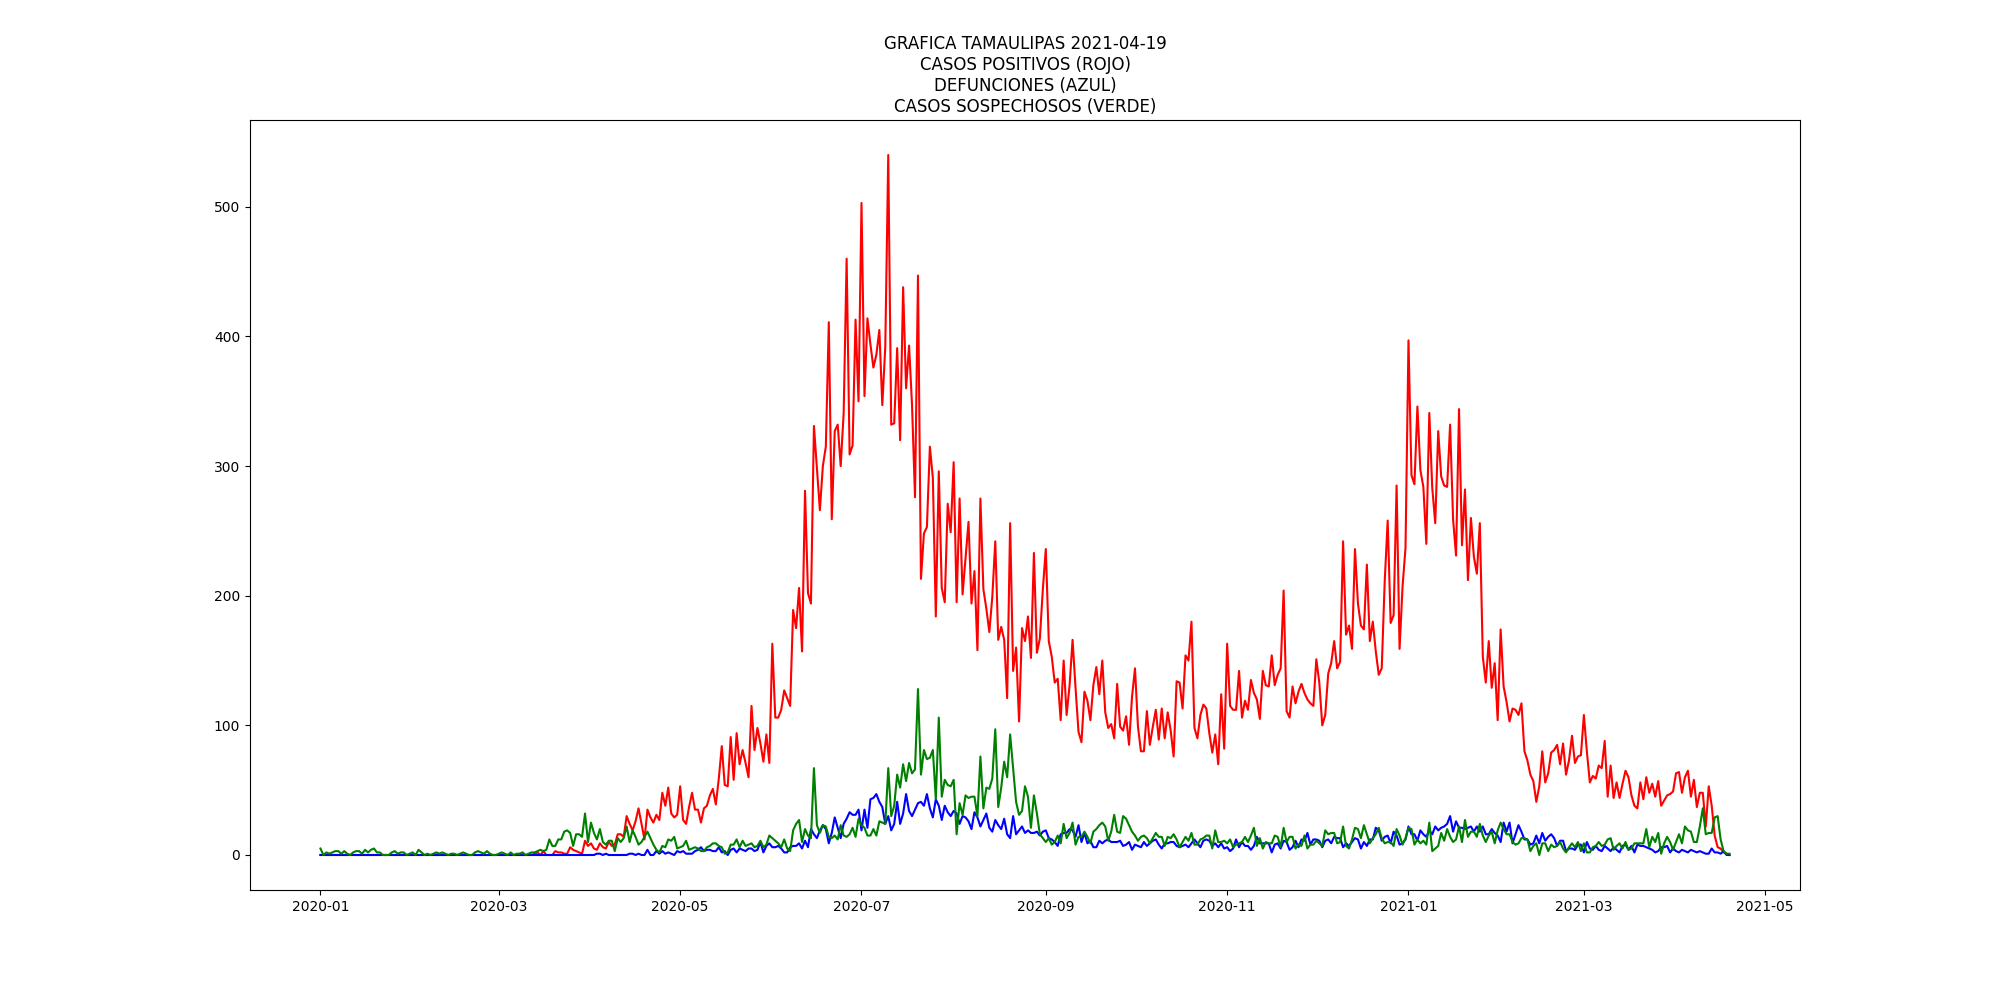 GRAFICA TAMAULIPAS 2021-04-19
CASOS POSITIVOS (ROJO)
DEFUNCIONES (AZUL)
CASOS SOSPECHOSOS (VERDE)
500
400
300
200
100
0
2020-01 2020-03 2020-05 2020-07 2020-09 2020-11 2021-01 2021-03 2021-05